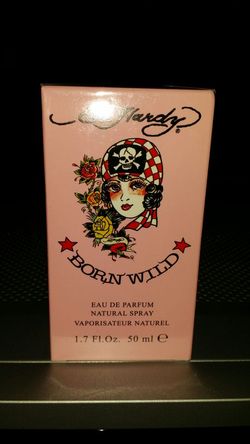 Ed Hardy®
BORN WILD
EAU DE PARFUM
NATURAL SPRAY
VAPORISATEUR NATUREL
1.7 Fl.Oz. 50 ml e